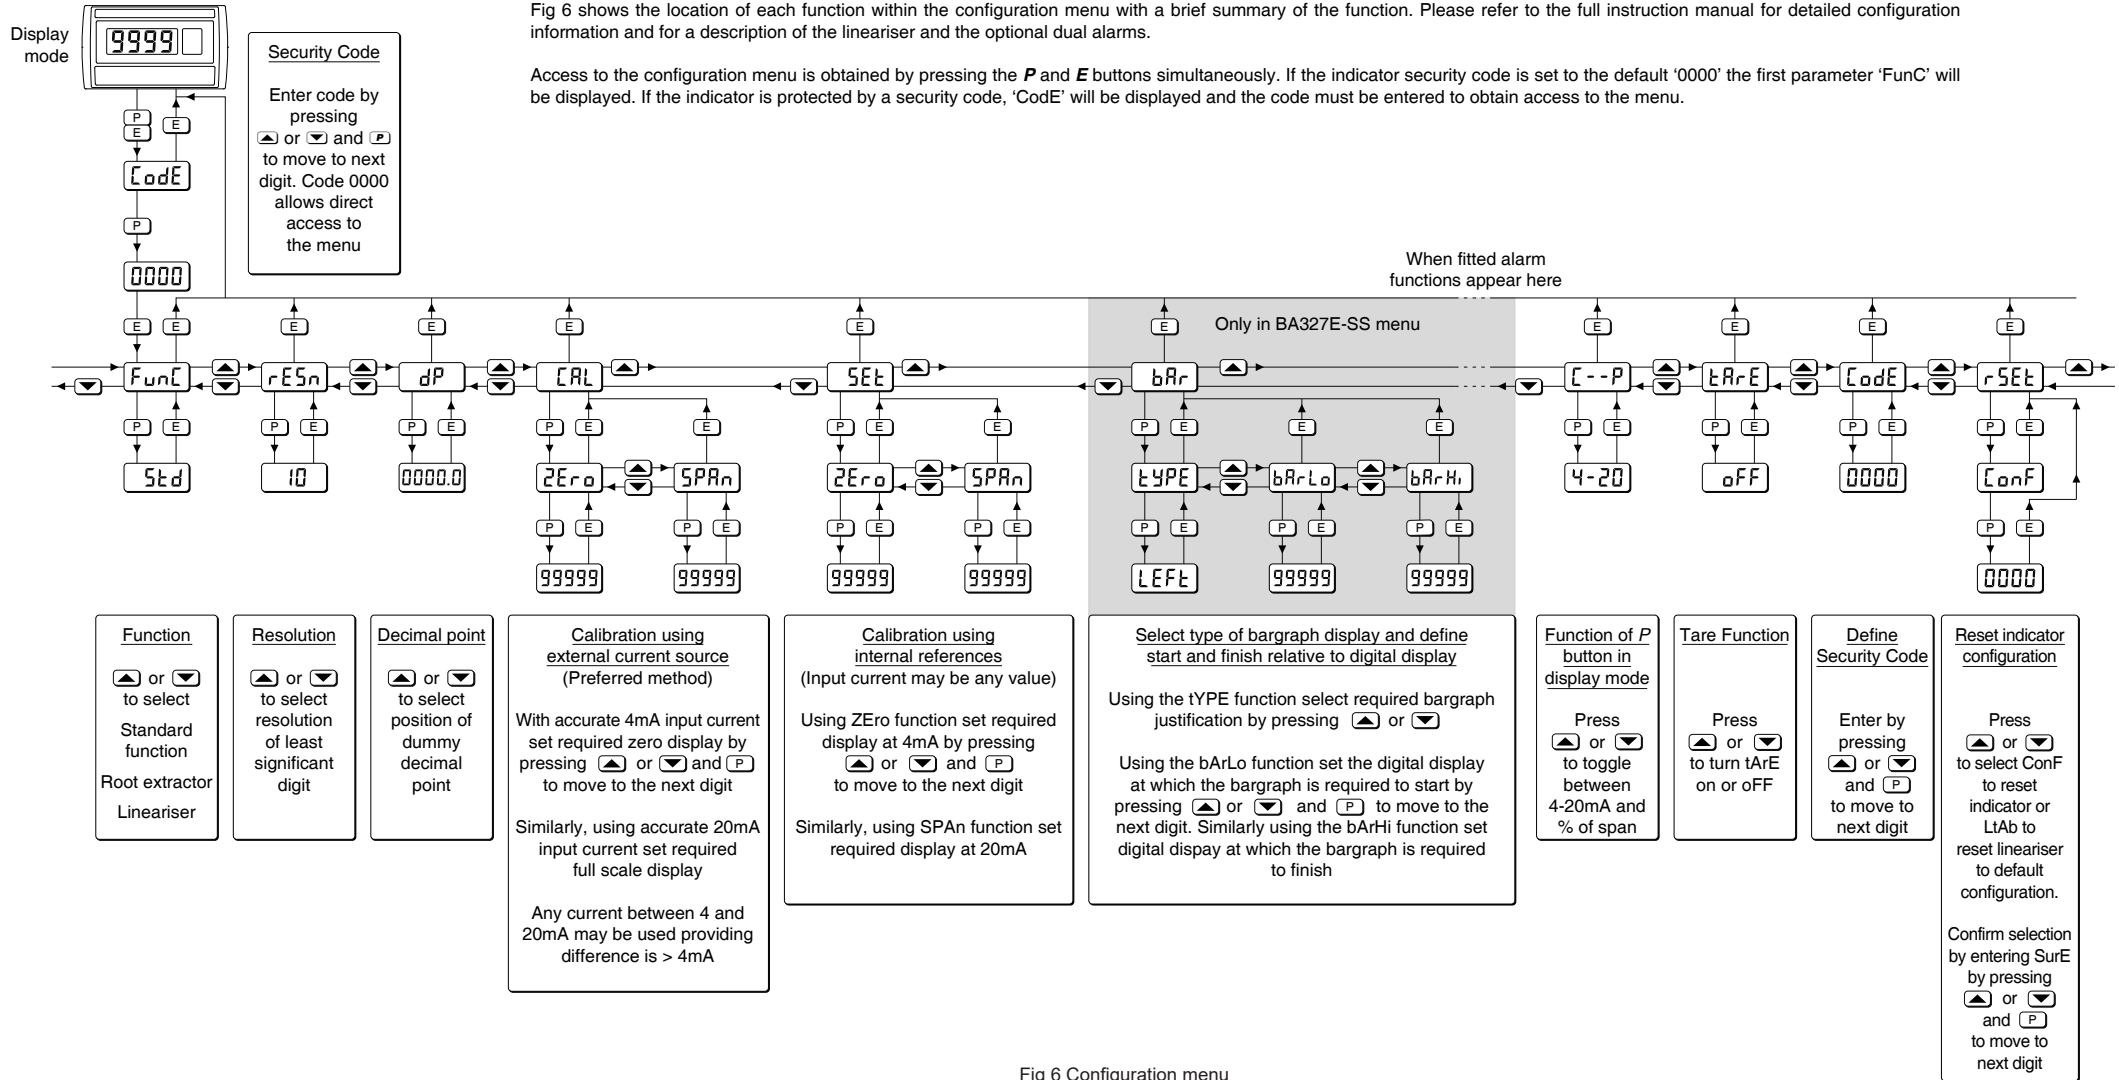 Fig 6 shows the location of each function within the configuration menu with a brief summary of the function. Please refer to the full instruction manual for detailed configuration
information and for a description of the lineariser and the optional dual alarms.
Access to the configuration menu is obtained by pressing the P and E buttons simultaneously. If the indicator security code is set to the default ‘0000’ the first parameter ‘FunC’ will
be displayed. If the indicator is protected by a security code, ‘CodE’ will be displayed and the code must be entered to obtain access to the menu.
Display
mode
9999
Security Code
Enter code by
pressing
or and P
to move to next
digit. Code 0000
allows direct
access to
the menu
P
E
E
CodE
P
0000
When fitted alarm
functions appear here
Only in BA327E-SS menu
E E E E E E E E E E E
FunC rESn dP CAL SEt bAr C--P tArE CodE rSEt
P E P E P E P E E P E E P E E E P E P E P E P E
Std 10 0000.0 ZEro SPAn ZEro SPAn tYPE bArLo bArHi 4-20 oFF 0000 ConF
P E P E P E P E P E P E P E P E
99999 99999 99999 99999 LEFt 99999 99999 0000
Function
or
to select
Standard
function
Root extractor
Lineariser
Resolution
or
to select
resolution
of least
significant
digit
Decimal point
or
to select
position of
dummy
decimal
point
Calibration using
external current source
(Preferred method)
With accurate 4mA input current
set required zero display by
pressing or and P
to move to the next digit
Similarly, using accurate 20mA
input current set required
full scale display
Any current between 4 and
20mA may be used providing
difference is > 4mA
Calibration using
internal references
(Input current may be any value)
Using ZEro function set required
display at 4mA by pressing
or and P
to move to the next digit
Similarly, using SPAn function set
required display at 20mA
Select type of bargraph display and define
start and finish relative to digital display
Using the tYPE function select required bargraph
justification by pressing or
Using the bArLo function set the digital display
at which the bargraph is required to start by
pressing or and P to move to the
next digit. Similarly using the bArHi function set
digital dispay at which the bargraph is required
to finish
Function of P
button in
display mode
Press
or
to toggle
between
4-20mA and
% of span
Tare Function
Press
or
to turn tArE
on or oFF
Define
Security Code
Enter by
pressing
or
and P
to move to
next digit
Reset indicator
configuration
Press
or
to select ConF
to reset
indicator or
LtAb to
reset lineariser
to default
configuration.
Confirm selection
by entering SurE
by pressing
or
and P
to move to
next digit
Fig 6 Configuration menu